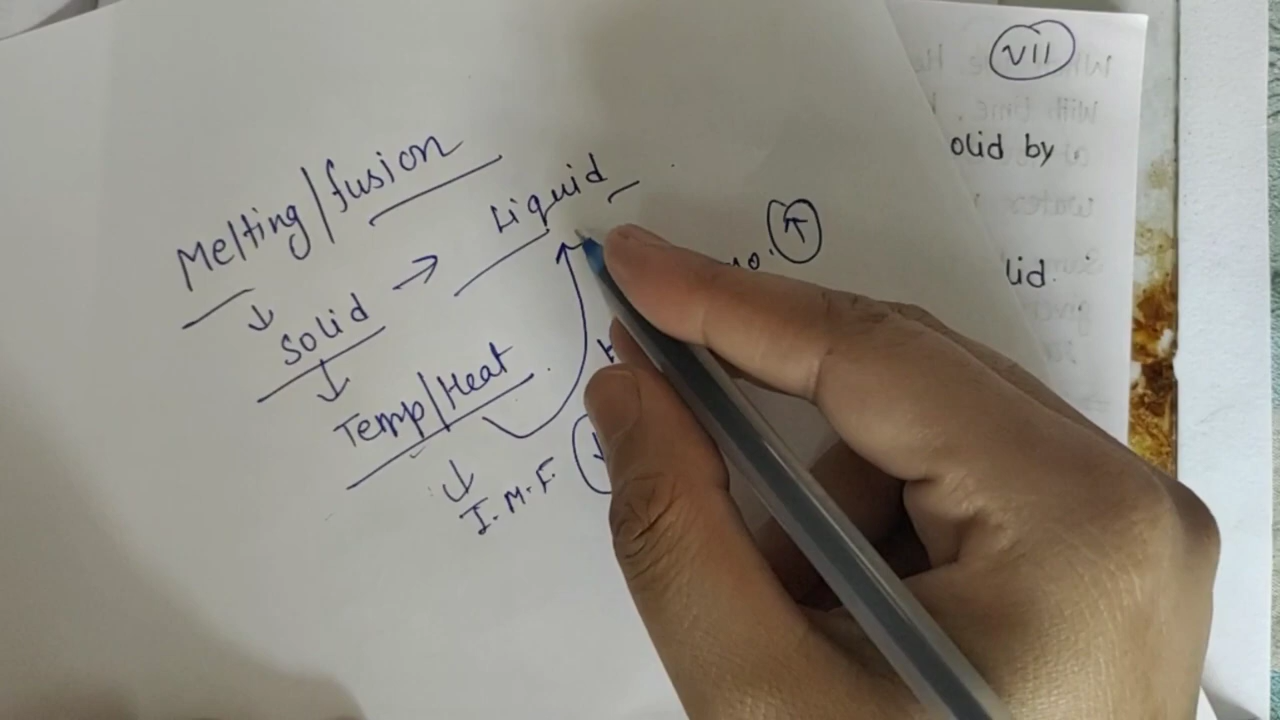 Melting/fusion
↓
Solid → Liquid
↓
Temp/Heat
↓
I.M.F. ↓
↑
VII
olid by
lid.